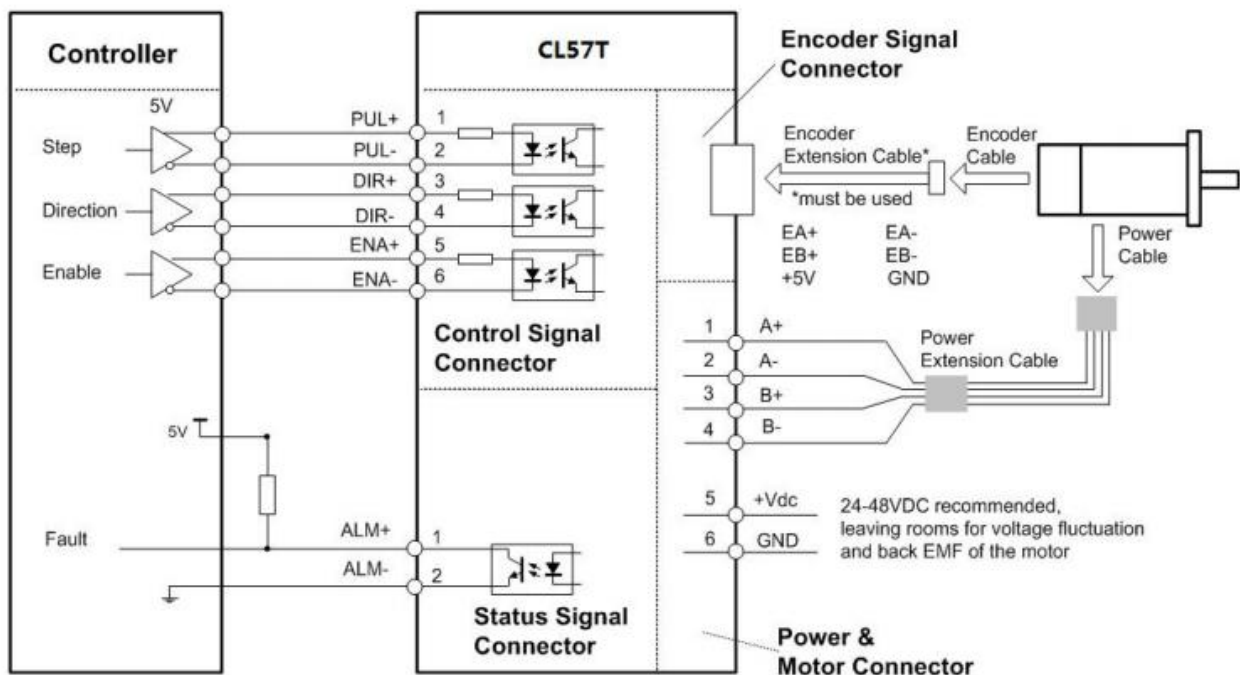 Controller
CL57T
Encoder Signal
Connector
5V
Step
PUL+
1
PUL-
2
Direction
DIR+
3
DIR-
4
Enable
ENA+
5
ENA-
6
Control Signal
Connector
Encoder
Extension Cable*
*must be used
Encoder
Cable
EA+ EA-
EB+ EB-
+5V GND
Power
Cable
1 A+
2 A-
3 B+
4 B-
Power
Extension Cable
5V
Fault
ALM+
1
ALM-
2
Status Signal
Connector
5 +Vdc
6 GND
24-48VDC recommended,
leaving rooms for voltage fluctuation
and back EMF of the motor
Power &
Motor Connector